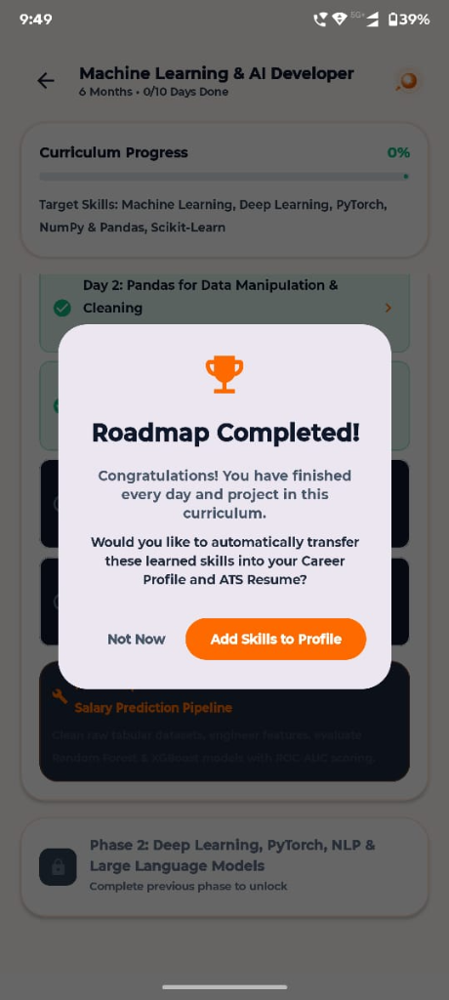 9:49
5G+
39%
Machine Learning & AI Developer
6 Months • 0/10 Days Done
Curriculum Progress
0%
Target Skills: Machine Learning, Deep Learning, PyTorch,
NumPy & Pandas, Scikit-Learn
Day 2: Pandas for Data Manipulation &
Cleaning
Roadmap Completed!
Congratulations! You have finished
every day and project in this
curriculum.
Would you like to automatically transfer
these learned skills into your Career
Profile and ATS Resume?
Not Now
Add Skills to Profile
Salary Prediction Pipeline
Clean raw tabular datasets, engineer features, evaluate
Random Forest & XGBoost models with ROC-AUC scoring.
Phase 2: Deep Learning, PyTorch, NLP &
Large Language Models
Complete previous phase to unlock